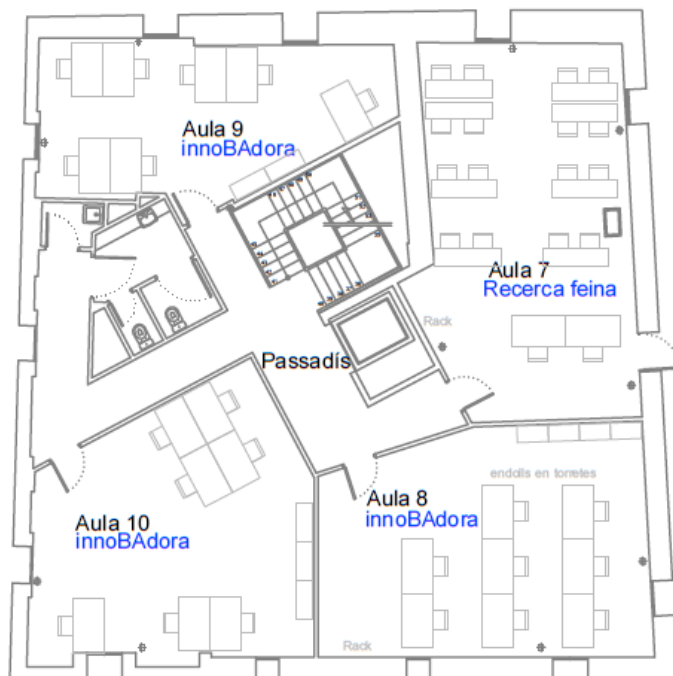 Aula 9
innoBAdora
Aula 7
Recerca feina
Rack
Passadís
endolls en torretes
Aula 8
innoBAdora
Aula 10
innoBAdora
Rack